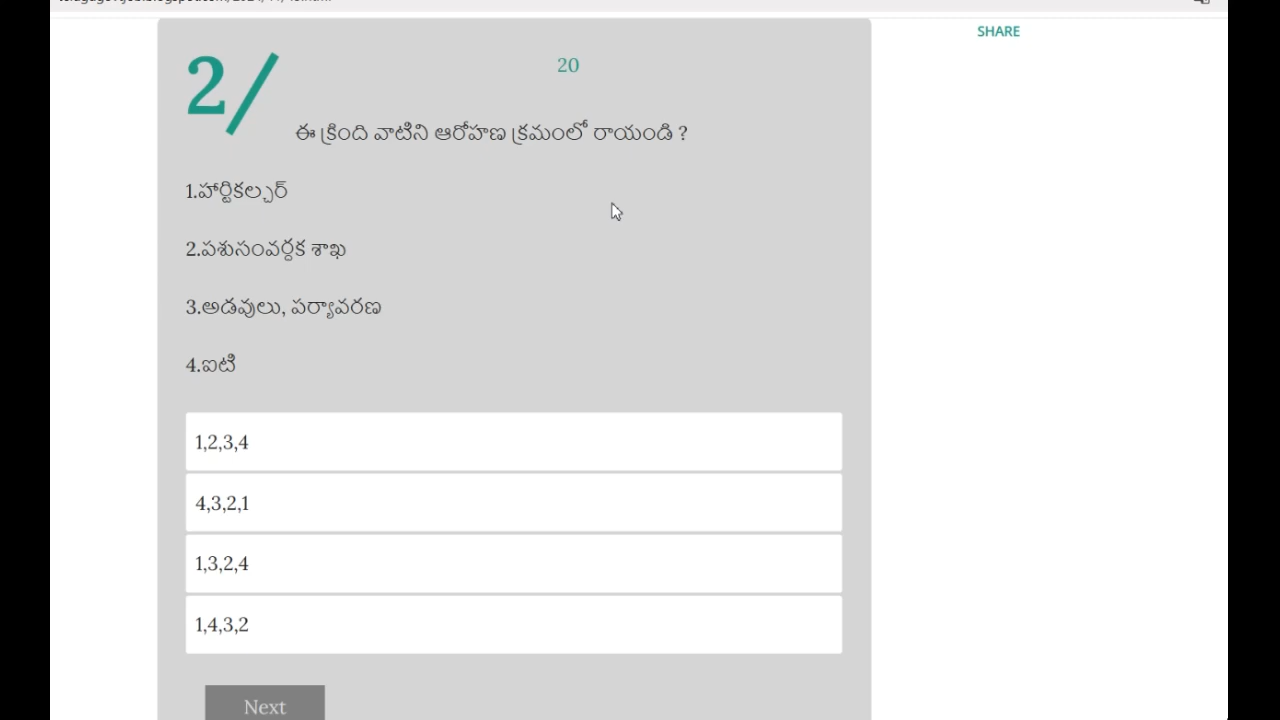 SHARE
2/
20
ఈ క్రింది వాటిని ఆరోహణ క్రమంలో రాయండి ?
1.హార్టికల్చర్
2.పశుసంవర్ధక శాఖ
3.అడవులు, పర్యావరణ
4.ఐటి
1,2,3,4
4,3,2,1
1,3,2,4
1,4,3,2
Next